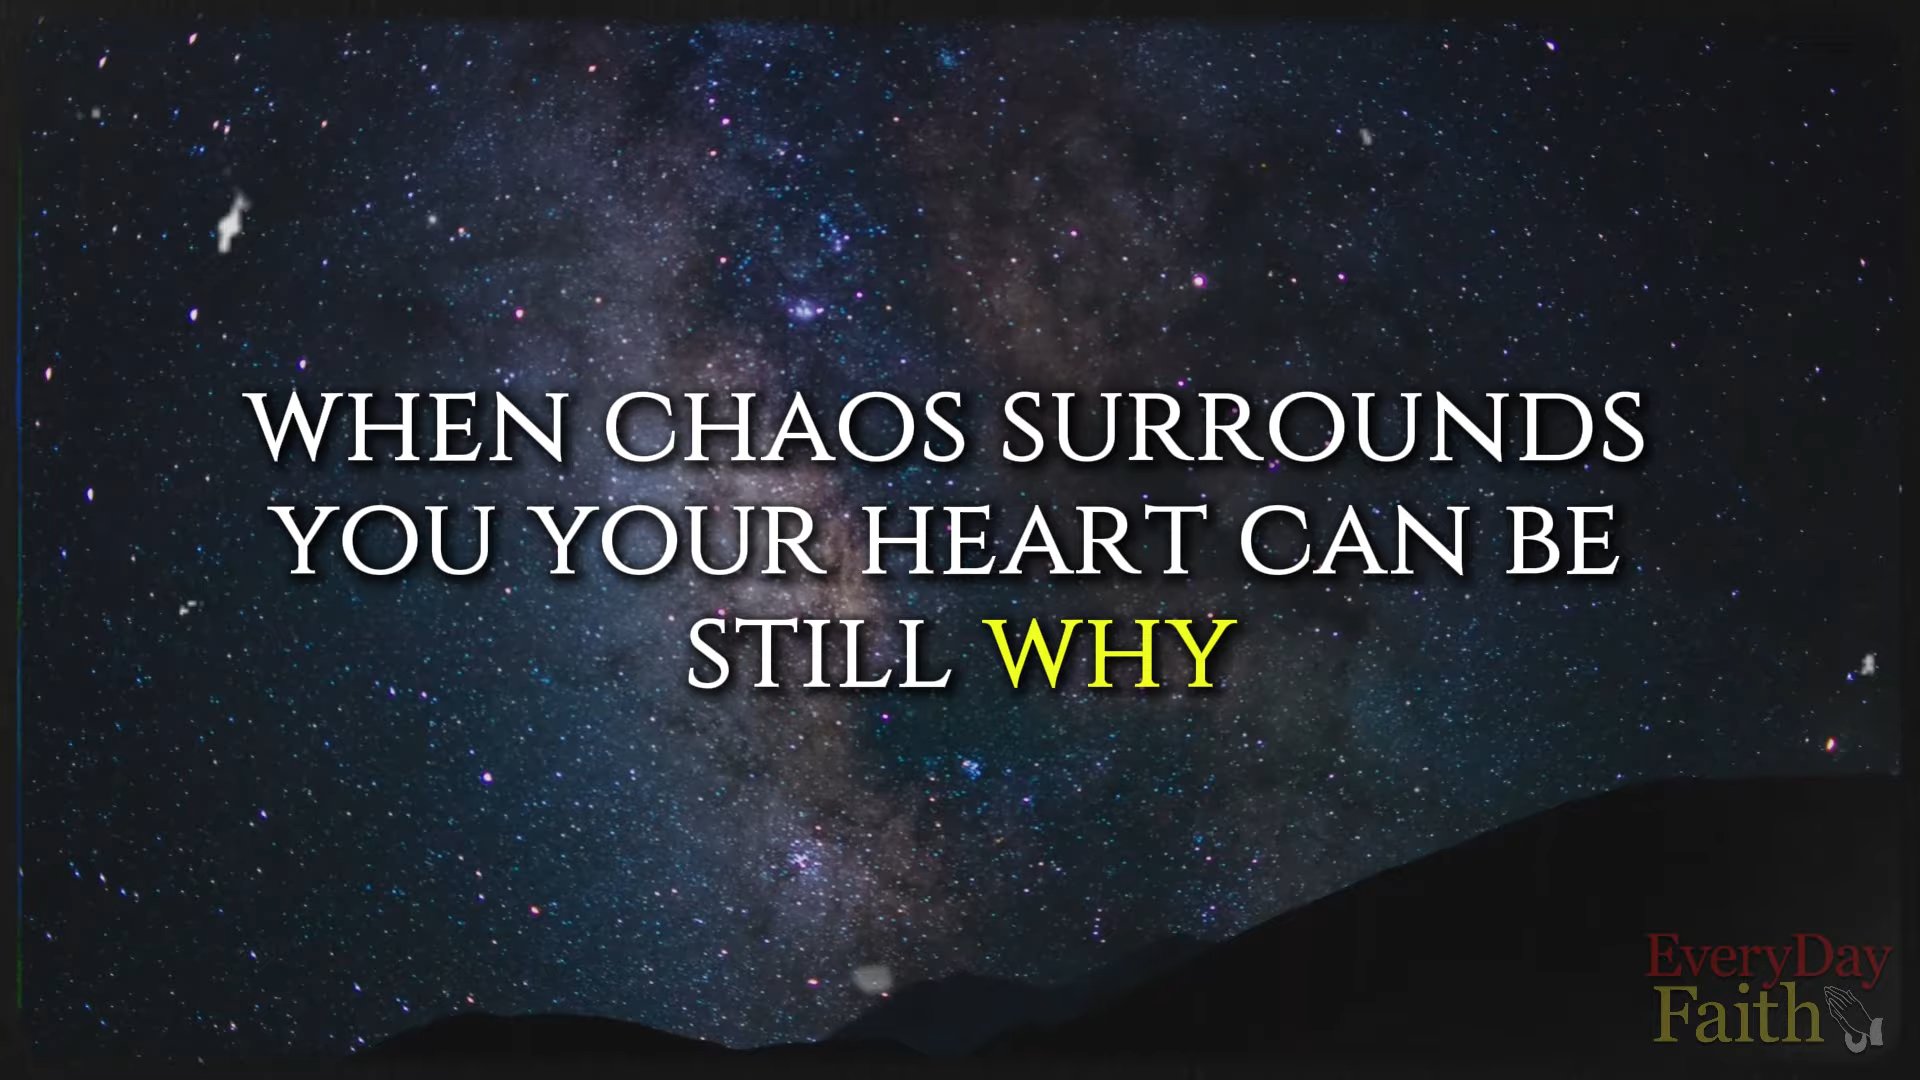 WHEN CHAOS SURROUNDS
YOU YOUR HEART CAN BE
STILL WHY
EveryDay
Faith